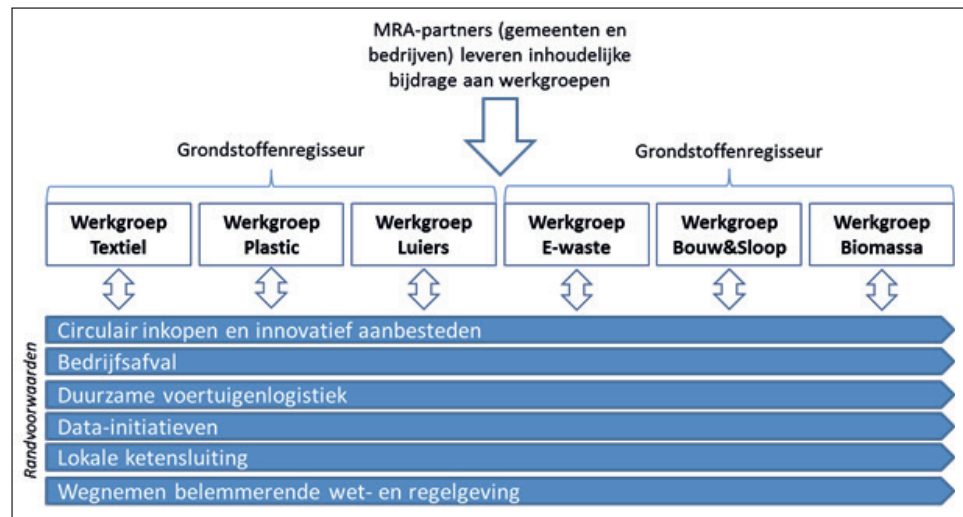 MRA-partners (gemeenten en
bedrijven) leveren inhoudelijke
bijdrage aan werkgroepen
Grondstoffenregisseur
Grondstoffenregisseur
Werkgroep
Textiel
Werkgroep
Plastic
Werkgroep
Luiers
Werkgroep
E-waste
Werkgroep
Bouw&Sloop
Werkgroep
Biomassa
Randvoorwaarden
Circulair inkopen en innovatief aanbesteden
Bedrijfsafval
Duurzame voertuigenlogistiek
Data-initiatieven
Lokale ketensluiting
Wegnemen belemmerende wet- en regelgeving